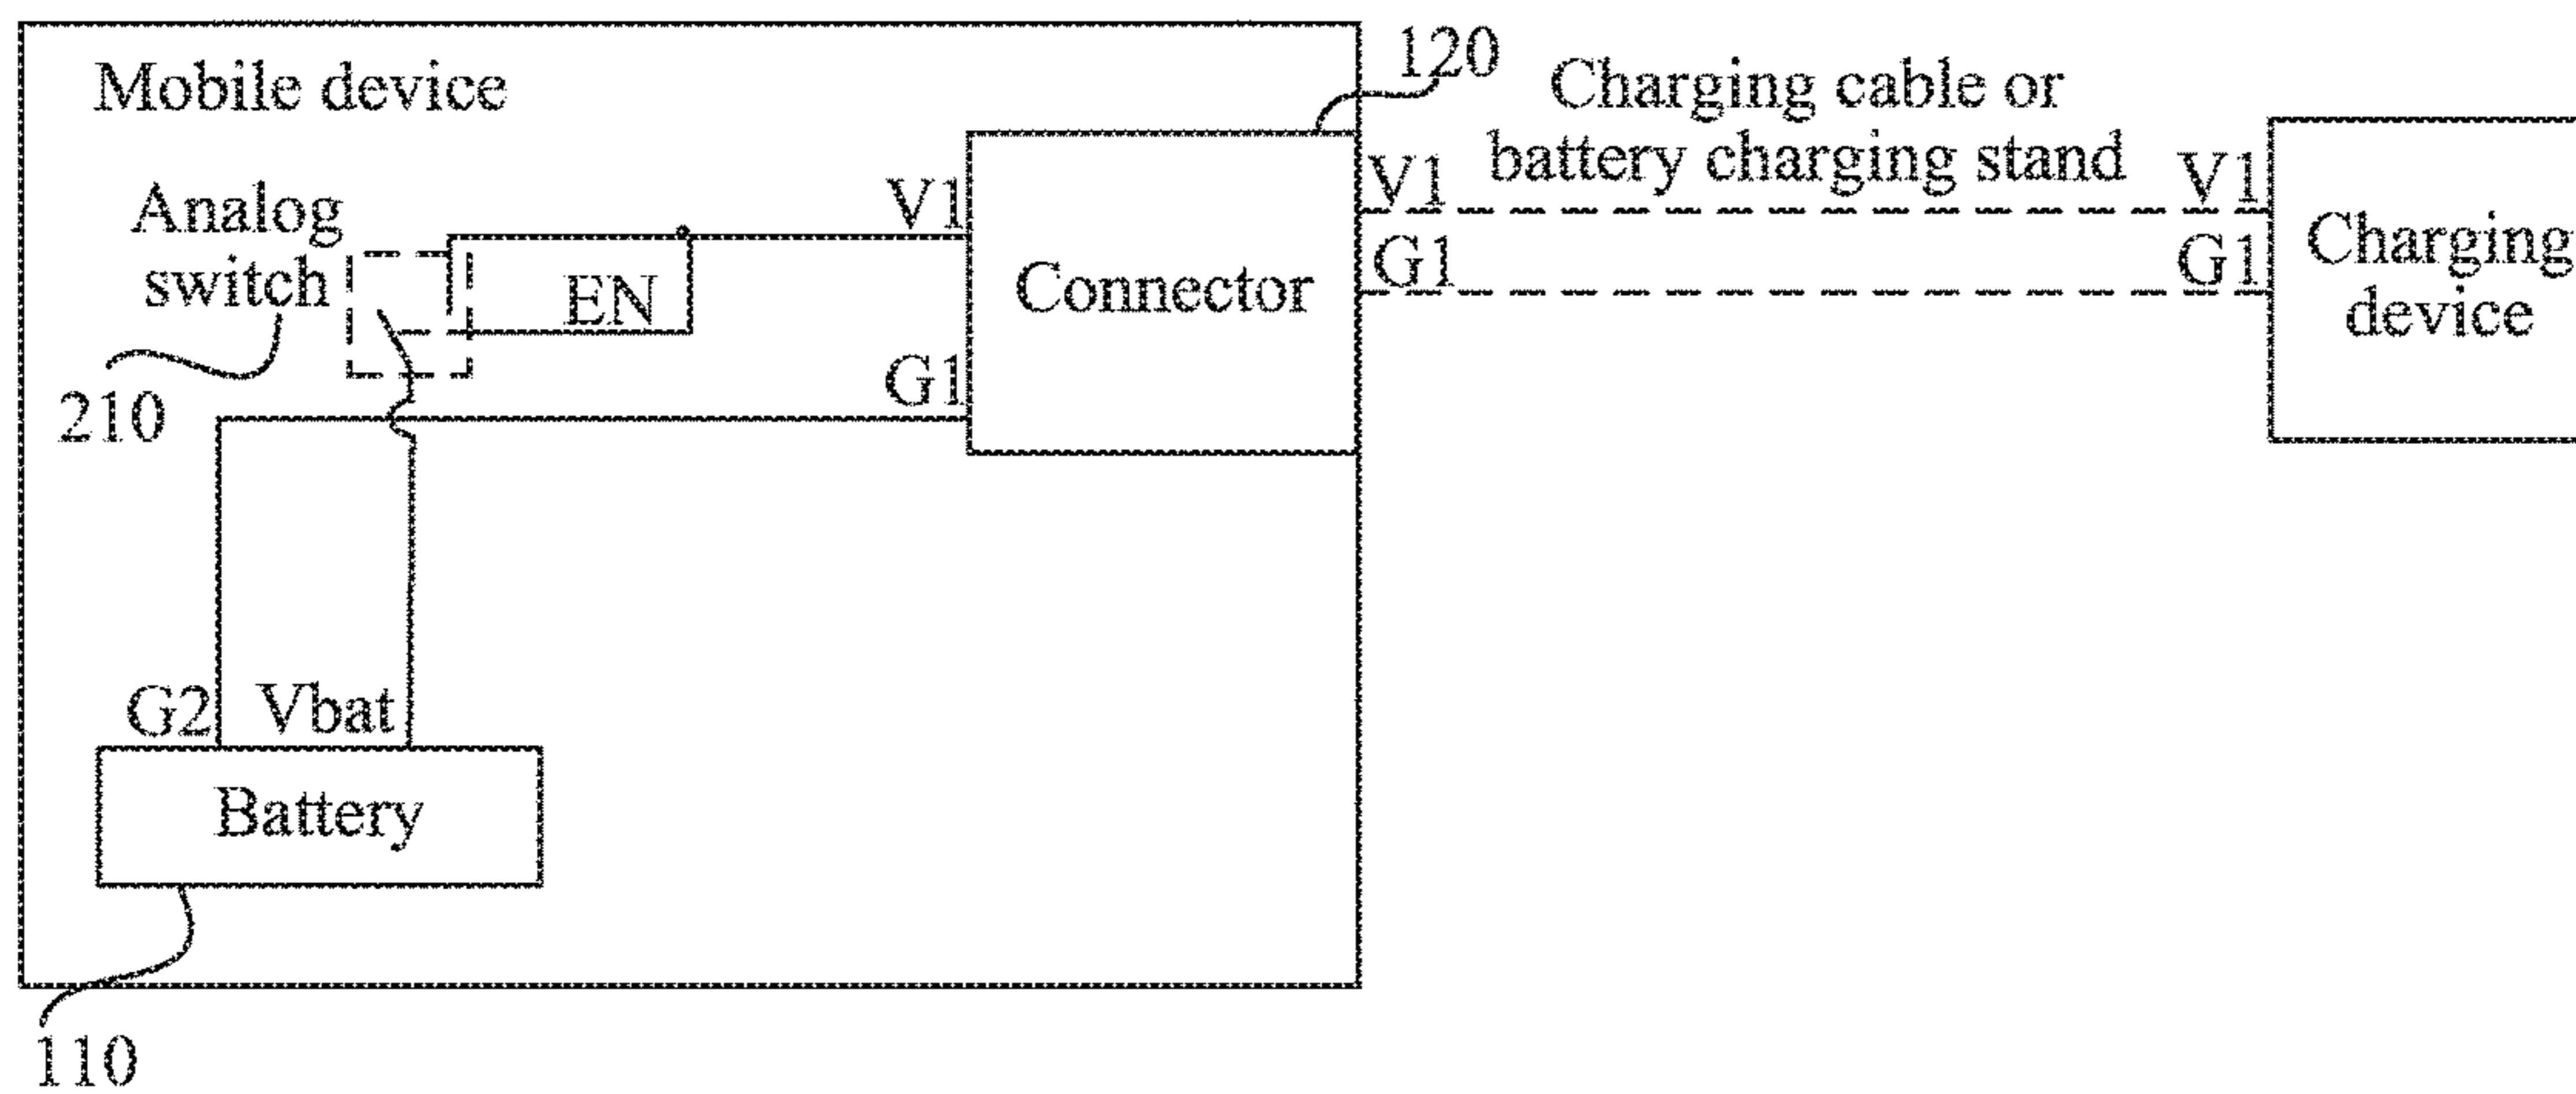 Mobile device
120
Charging cable or
battery charging stand
Analog
switch
210
V1
EN
G1
Connector
V1
G1
V1
G1
Charging
device
G2
Vbat
Battery
110